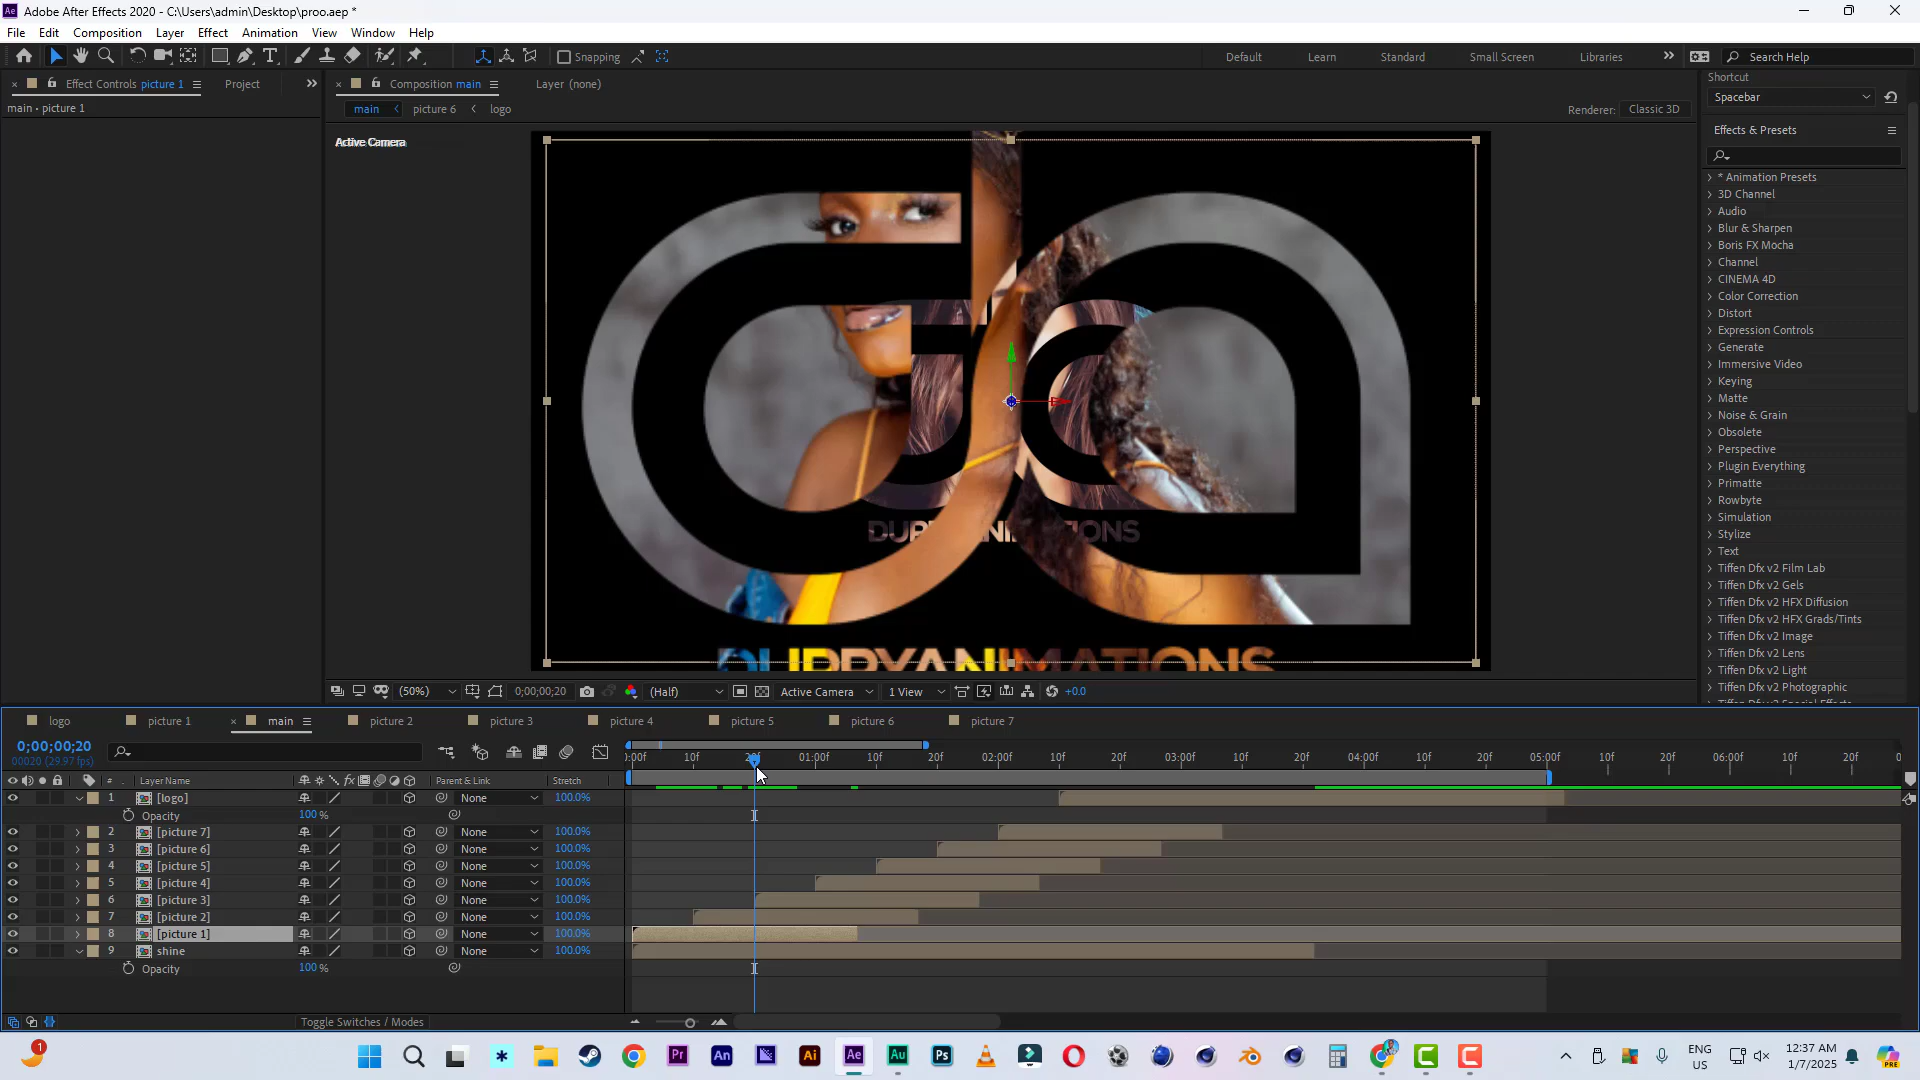 Adobe After Effects 2020 - C:\Users\admin\Desktop\proo.aep *
File Edit Composition Layer Effect Animation View Window Help
Snapping Default Learn Standard Small Screen Libraries Search Help
Effect Controls picture 1 Project Composition main Layer (none) Shortcut
main • picture 1 main picture 6 logo Renderer: Classic 3D Spacebar
Active Camera
Effects & Presets
* Animation Presets
3D Channel
Audio
Blur & Sharpen
Boris FX Mocha
Channel
CINEMA 4D
Color Correction
Distort
Expression Controls
Generate
Immersive Video
Keying
Matte
Noise & Grain
Obsolete
Perspective
Plugin Everything
Primatte
Rowbyte
Simulation
Stylize
Text
Tiffen Dfx v2 Film Lab
Tiffen Dfx v2 Gels
Tiffen Dfx v2 HFX Diffusion
Tiffen Dfx v2 HFX Grads/Tints
Tiffen Dfx v2 Image
Tiffen Dfx v2 Lens
Tiffen Dfx v2 Light
Tiffen Dfx v2 Photographic
(50%) 0;00;00;20 (Half) Active Camera 1 View +0.0
logo picture 1 main picture 2 picture 3 picture 4 picture 5 picture 6 picture 7
0;00;00;20
00020 (29.97 fps)
:00f 10f 20f 01:00f 10f 20f 02:00f 10f 20f 03:00f 10f 20f 04:00f 10f 20f 05:00f 10f 20f 06:00f 10f 20f 0
# Layer Name Parent & Link Stretch
1 [logo] None 100.0%
Opacity 100 %
2 [picture 7] None 100.0%
3 [picture 6] None 100.0%
4 [picture 5] None 100.0%
5 [picture 4] None 100.0%
6 [picture 3] None 100.0%
7 [picture 2] None 100.0%
8 [picture 1] None 100.0%
9 shine None 100.0%
Opacity 100 %
Toggle Switches / Modes
1 Pr An Ai Ae Au Ps ENG US 12:37 AM 1/7/2025 PRE